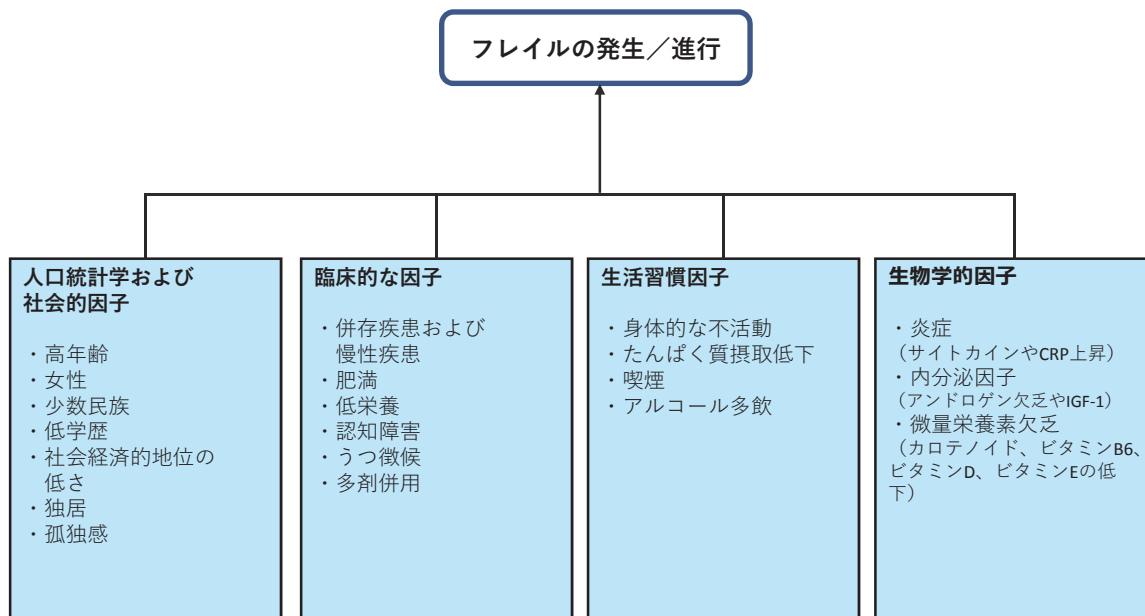 フレイルの発生／進行
人口統計学および
社会的因子
・高年齢
・女性
・少数民族
・低学歴
・社会経済的地位の
低さ
・独居
・孤独感
臨床的な因子
・併存疾患および
慢性疾患
・肥満
・低栄養
・認知障害
・うつ徴候
・多剤併用
生活習慣因子
・身体的な不活動
・たんぱく質摂取低下
・喫煙
・アルコール多飲
生物学的因子
・炎症
（サイトカインやCRP上昇）
・内分泌因子
（アンドロゲン欠乏やIGF-1）
・微量栄養素欠乏
（カロテノイド、ビタミンB6、
ビタミンD、ビタミンEの低
下）